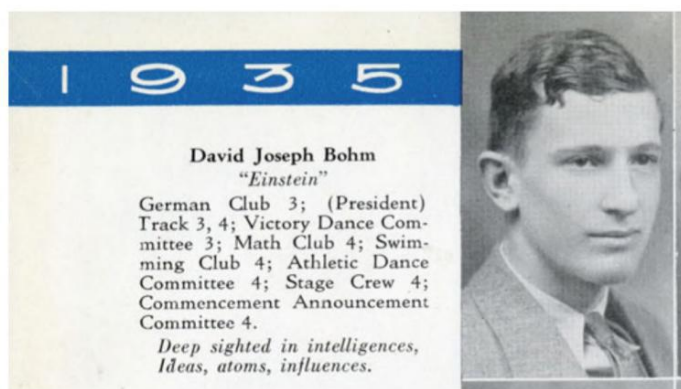 1935
David Joseph Bohm
"Einstein"
German Club 3; (President)
Track 3, 4; Victory Dance Com-
mittee 3; Math Club 4; Swim-
ming Club 4; Athletic Dance
Committee 4; Stage Crew 4;
Commencement Announcement
Committee 4.
Deep sighted in intelligences,
Ideas, atoms, influences.